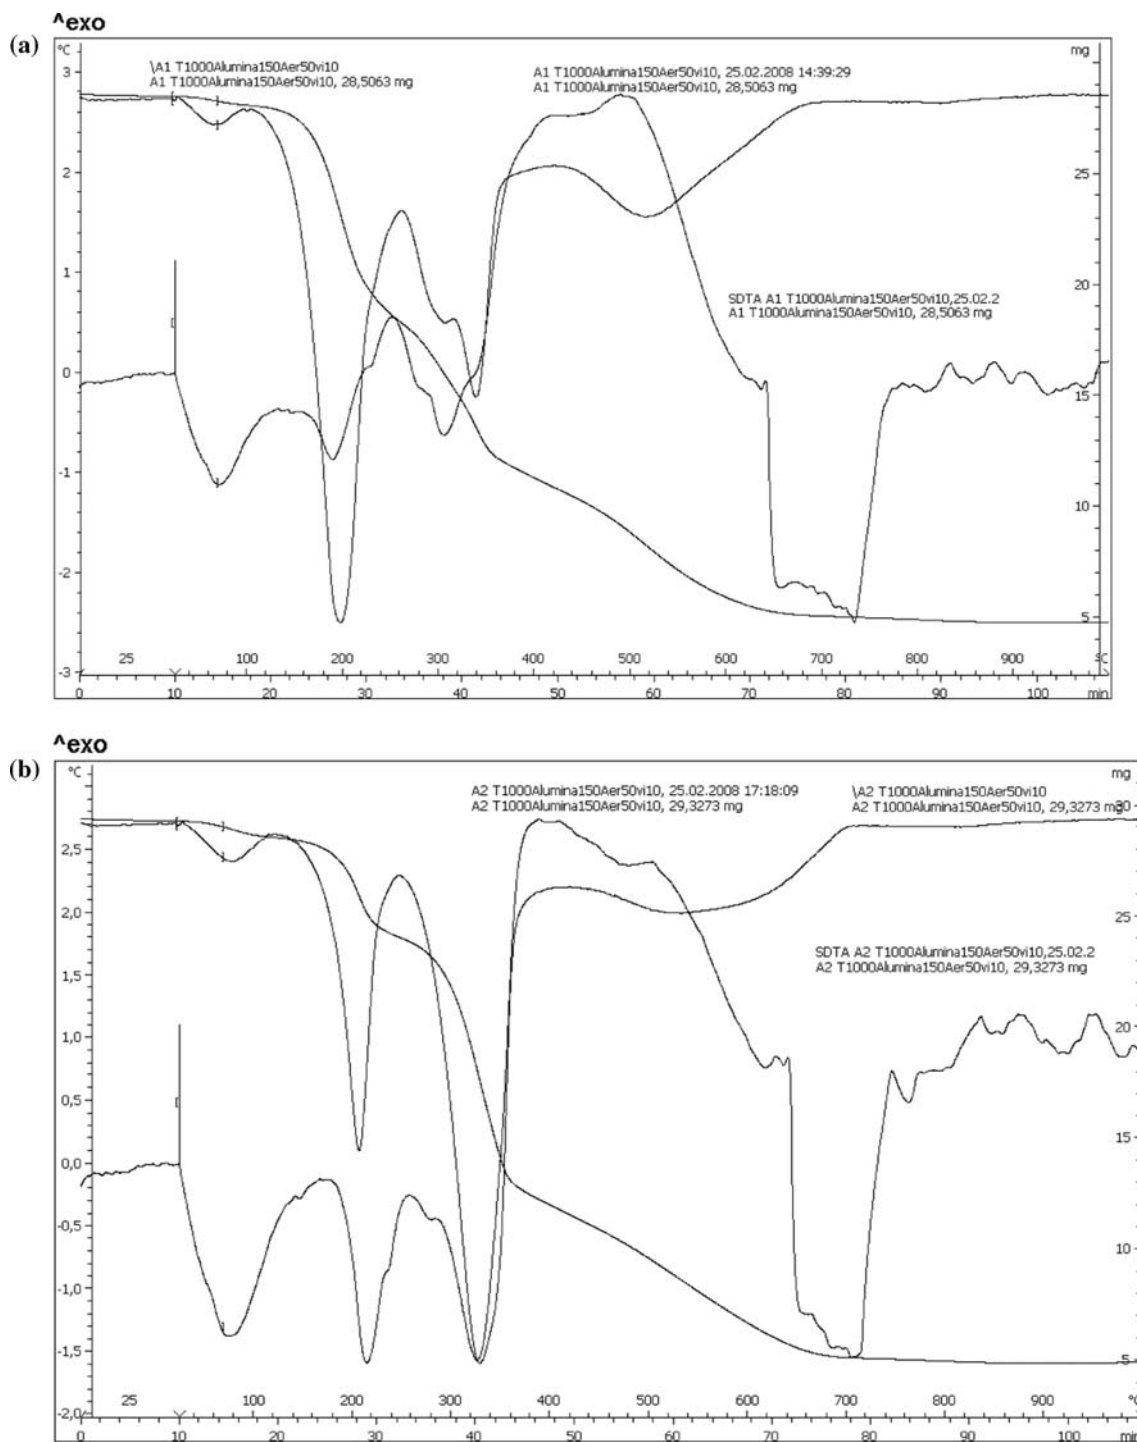 ^exo
(a)
°C
mg
\A1 T1000Alumina150Aer50vi10
A1 T1000Alumina150Aer50vi10, 28,5063 mg
A1 T1000Alumina150Aer50vi10, 25.02.2008 14:39:29
A1 T1000Alumina150Aer50vi10, 28,5063 mg
3
2
1
0
-1
-2
-3
25
20
15
10
5
SDTA A1 T1000Alumina150Aer50vi10,25.02.2
A1 T1000Alumina150Aer50vi10, 28,5063 mg
25 100 200 300 400 500 600 700 800 900
0 10 20 30 40 50 60 70 80 90 100 min
^exo
(b)
°C
mg
A2 T1000Alumina150Aer50vi10, 25.02.2008 17:18:09
A2 T1000Alumina150Aer50vi10, 29,3273 mg
\A2 T1000Alumina150Aer50vi10
A2 T1000Alumina150Aer50vi10, 29,3273 mg
2,5
2,0
1,5
1,0
0,5
0,0
-0,5
-1,0
-1,5
-2,0
30
25
20
15
10
5
SDTA A2 T1000Alumina150Aer50vi10,25.02.2
A2 T1000Alumina150Aer50vi10, 29,3273 mg
25 100 200 300 400 500 600 700 800 900
0 10 20 30 40 50 60 70 80 90 100 min